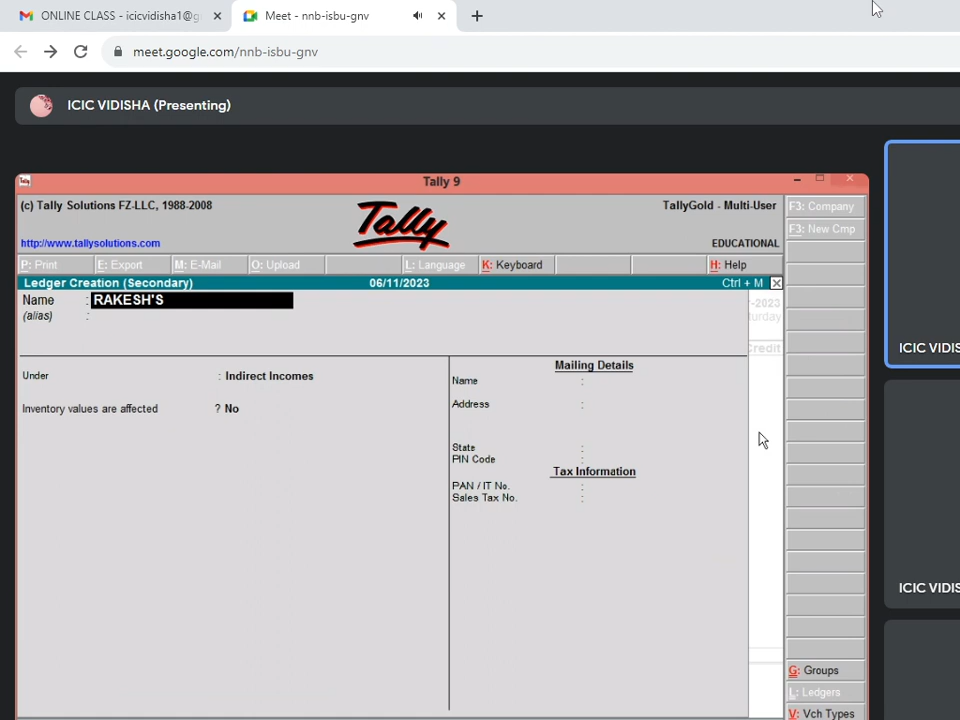 ONLINE CLASS - icicvidisha1@g
Meet - nnb-isbu-gnv
meet.google.com/nnb-isbu-gnv
ICIC VIDISHA (Presenting)
Tally 9
(c) Tally Solutions FZ-LLC, 1988-2008
Tally
TallyGold - Multi-User
http://www.tallysolutions.com
EDUCATIONAL
P: Print
E: Export
M: E-Mail
O: Upload
L: Language
K: Keyboard
H: Help
Ledger Creation (Secondary)
06/11/2023
Ctrl + M
Name : RAKESH'S
(alias) :
-2023
turday
Credit
Under : Indirect Incomes
Inventory values are affected ? No
Mailing Details
Name :
Address :
State :
PIN Code :
Tax Information
PAN / IT No. :
Sales Tax No. :
F3: Company
F3: New Cmp
G: Groups
L: Ledgers
V: Vch Types
ICIC VIDIS
ICIC VIDIS